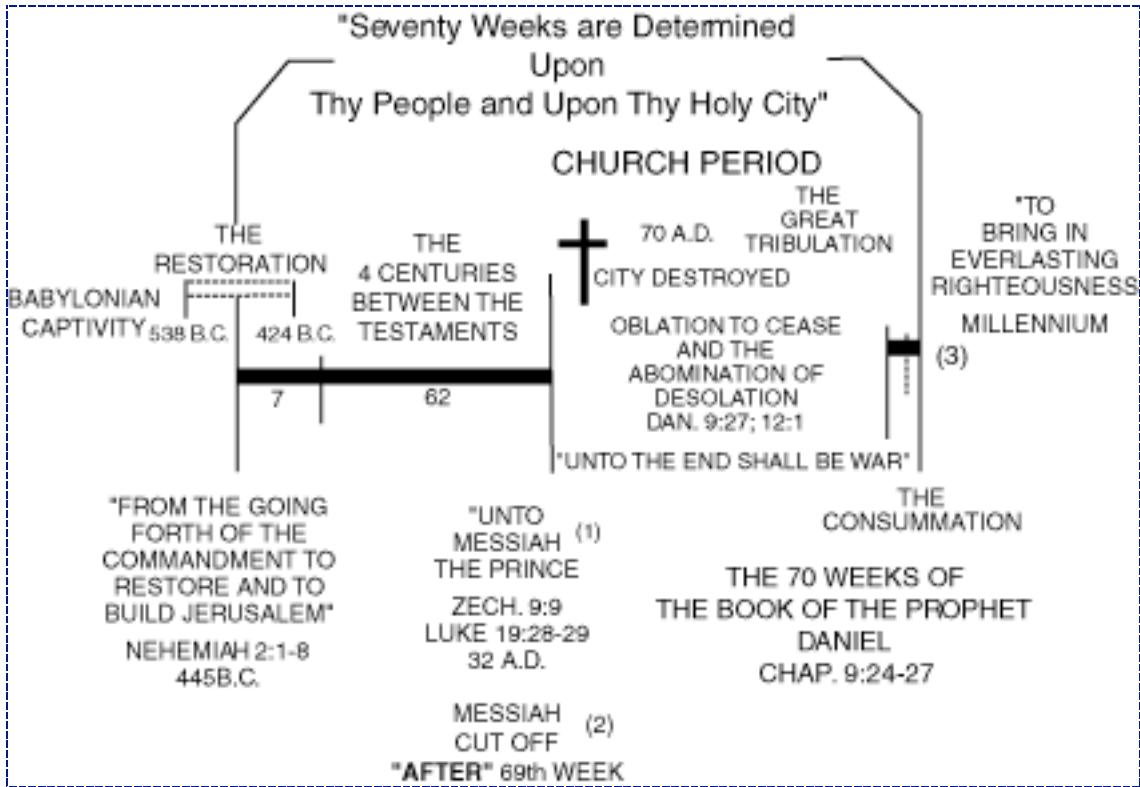 "Seventy Weeks are Determined
Upon
Thy People and Upon Thy Holy City"
CHURCH PERIOD
THE
RESTORATION
BABYLONIAN
CAPTIVITY
538 B.C.
424 B.C.
THE
4 CENTURIES
BETWEEN THE
TESTAMENTS
70 A.D.
CITY DESTROYED
THE
GREAT
TRIBULATION
"TO
BRING IN
EVERLASTING
RIGHTEOUSNESS
MILLENNIUM
(3)
OBLATION TO CEASE
AND THE
ABOMINATION OF
DESOLATION
DAN. 9:27; 12:1
7
62
"UNTO THE END SHALL BE WAR"
"FROM THE GOING
FORTH OF THE
COMMANDMENT TO
RESTORE AND TO
BUILD JERUSALEM"
NEHEMIAH 2:1-8
445B.C.
"UNTO
MESSIAH (1)
THE PRINCE
ZECH. 9:9
LUKE 19:28-29
32 A.D.
MESSIAH
CUT OFF (2)
"AFTER" 69th WEEK
THE
CONSUMMATION
THE 70 WEEKS OF
THE BOOK OF THE PROPHET
DANIEL
CHAP. 9:24-27